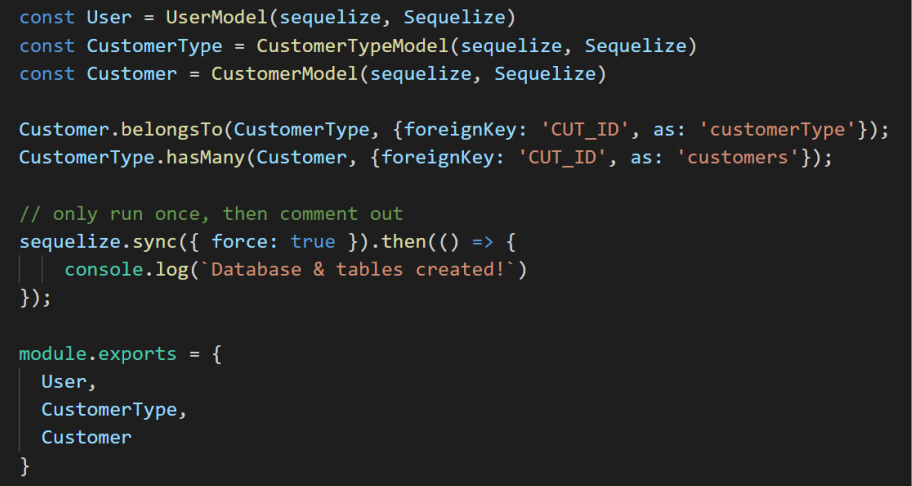 const User = UserModel(sequelize, Sequelize)
const CustomerType = CustomerTypeModel(sequelize, Sequelize)
const Customer = CustomerModel(sequelize, Sequelize)
Customer.belongsTo(CustomerType, {foreignKey: 'CUT_ID', as: 'customerType'});
CustomerType.hasMany(Customer, {foreignKey: 'CUT_ID', as: 'customers'});
// only run once, then comment out
sequelize.sync({ force: true }).then(() => {
    console.log(`Database & tables created!`)
});
module.exports = {
  User,
  CustomerType,
  Customer
}